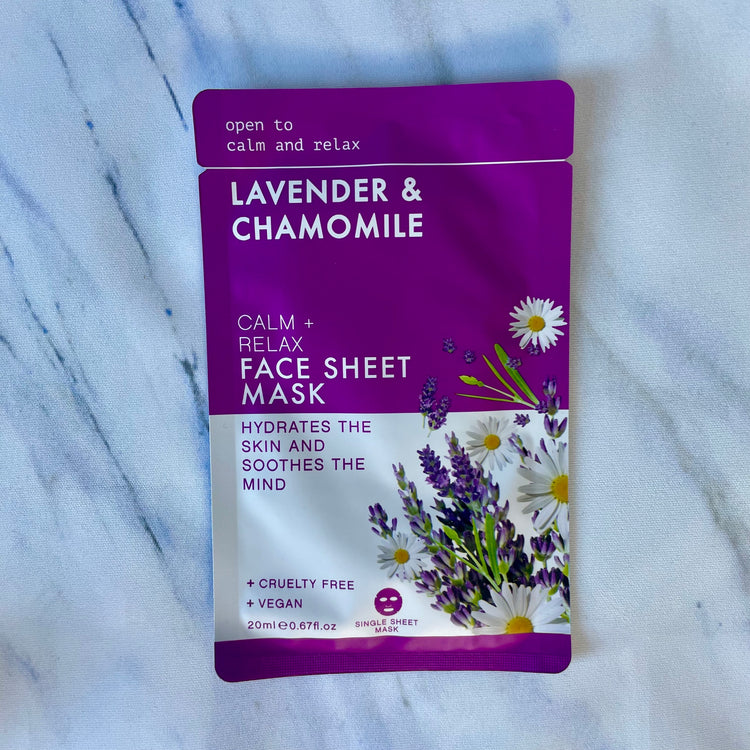 open to
calm and relax
LAVENDER &
CHAMOMILE
CALM +
RELAX
FACE SHEET
MASK
HYDRATES THE
SKIN AND
SOOTHES THE
MIND
+ CRUELTY FREE
+ VEGAN
20ml ℮ 0.67fl.oz
SINGLE SHEET
MASK